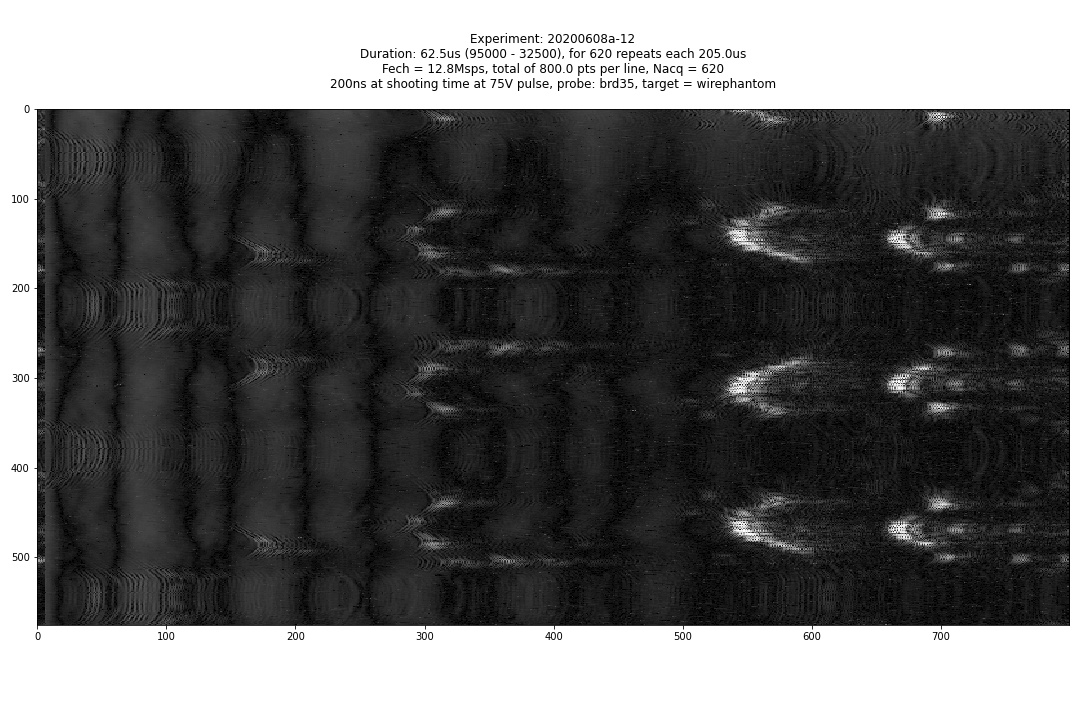 Experiment: 20200608a-12
Duration: 62.5us (95000 - 32500), for 620 repeats each 205.0us
Fech = 12.8Msps, total of 800.0 pts per line, Nacq = 620
200ns at shooting time at 75V pulse, probe: brd35, target = wirephantom
0
100
200
300
400
500
0 100 200 300 400 500 600 700